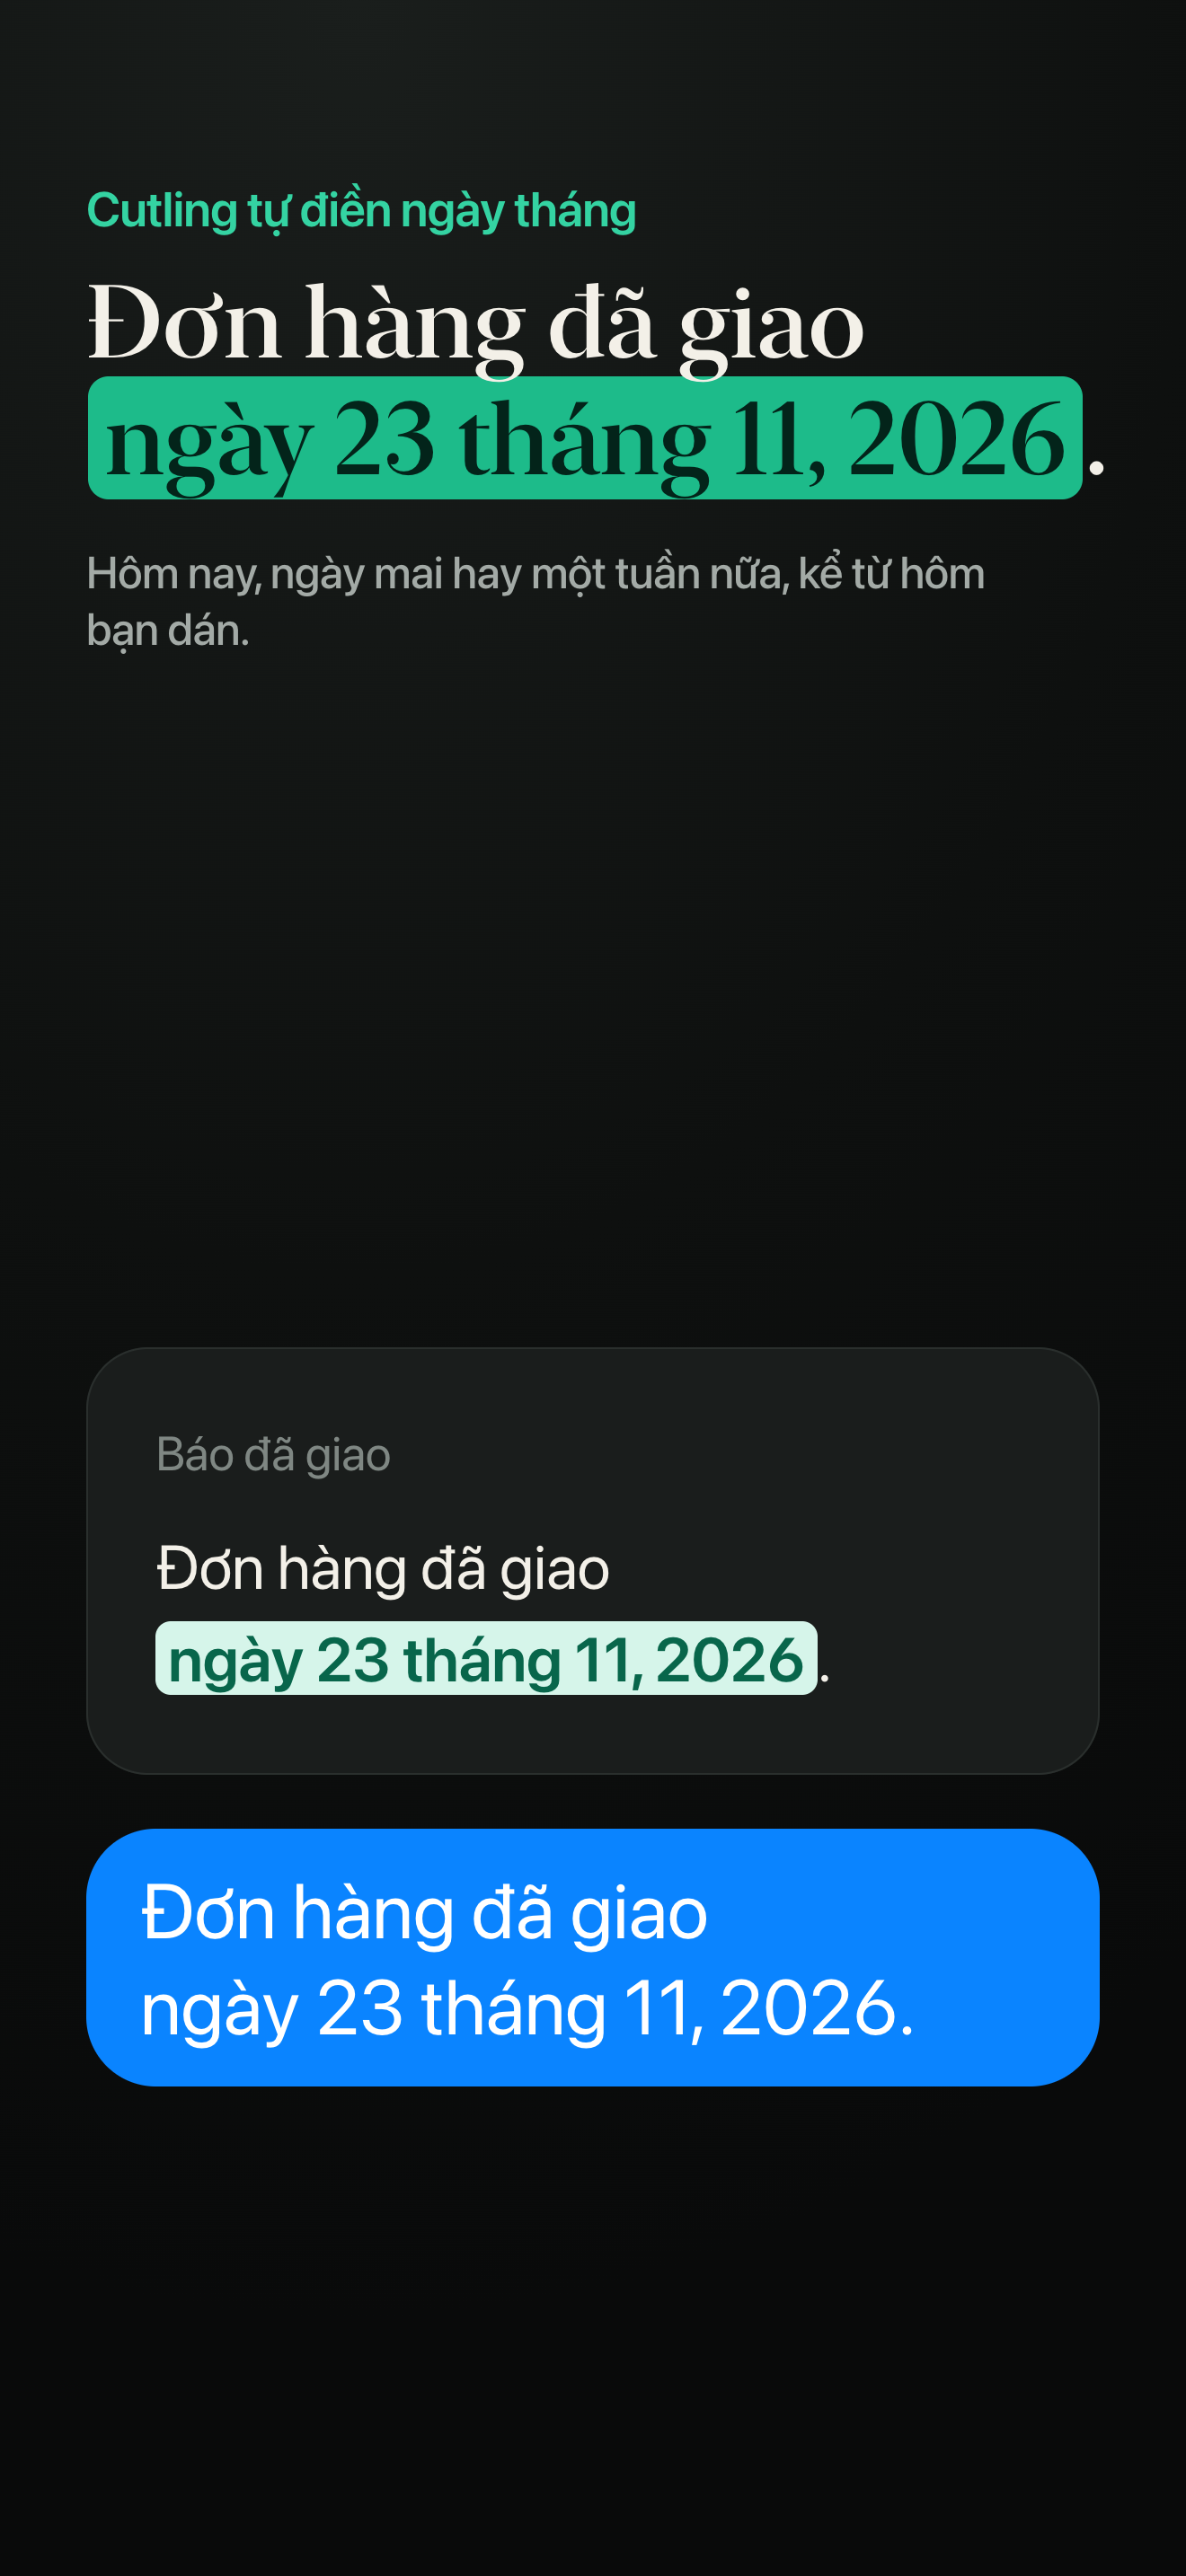 Cutling tự điền ngày tháng
Đơn hàng đã giao
ngày 23 tháng 11, 2026.
Hôm nay, ngày mai hay một tuần nữa, kể từ hôm
bạn dán.
Báo đã giao
Đơn hàng đã giao
ngày 23 tháng 11, 2026.
Đơn hàng đã giao
ngày 23 tháng 11, 2026.